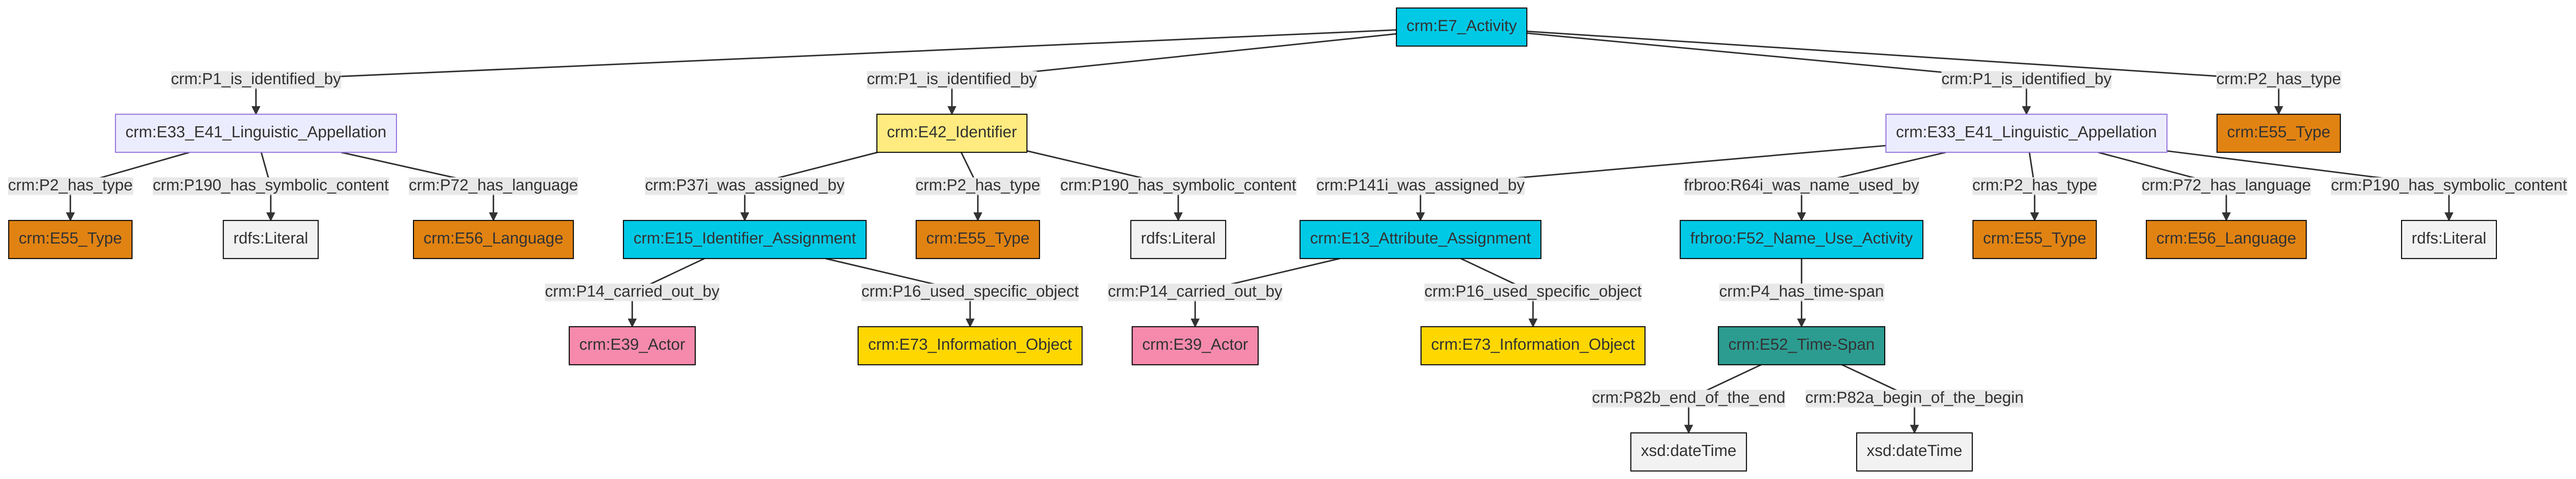 crm:E7_Activity
crm:P1_is_identified_by
crm:P1_is_identified_by
crm:P1_is_identified_by
crm:P2_has_type
crm:E33_E41_Linguistic_Appellation
crm:E42_Identifier
crm:E33_E41_Linguistic_Appellation
crm:E55_Type
crm:P2_has_type
crm:P190_has_symbolic_content
crm:P72_has_language
crm:P37i_was_assigned_by
crm:P2_has_type
crm:P190_has_symbolic_content
crm:P141i_was_assigned_by
frbroo:R64i_was_name_used_by
crm:P2_has_type
crm:P72_has_language
crm:P190_has_symbolic_content
crm:E55_Type
rdfs:Literal
crm:E56_Language
crm:E15_Identifier_Assignment
crm:E55_Type
rdfs:Literal
crm:E13_Attribute_Assignment
frbroo:F52_Name_Use_Activity
crm:E55_Type
crm:E56_Language
rdfs:Literal
crm:P14_carried_out_by
crm:P16_used_specific_object
crm:P14_carried_out_by
crm:P16_used_specific_object
crm:P4_has_time-span
crm:E39_Actor
crm:E73_Information_Object
crm:E39_Actor
crm:E73_Information_Object
crm:E52_Time-Span
crm:P82b_end_of_the_end
crm:P82a_begin_of_the_begin
xsd:dateTime
xsd:dateTime